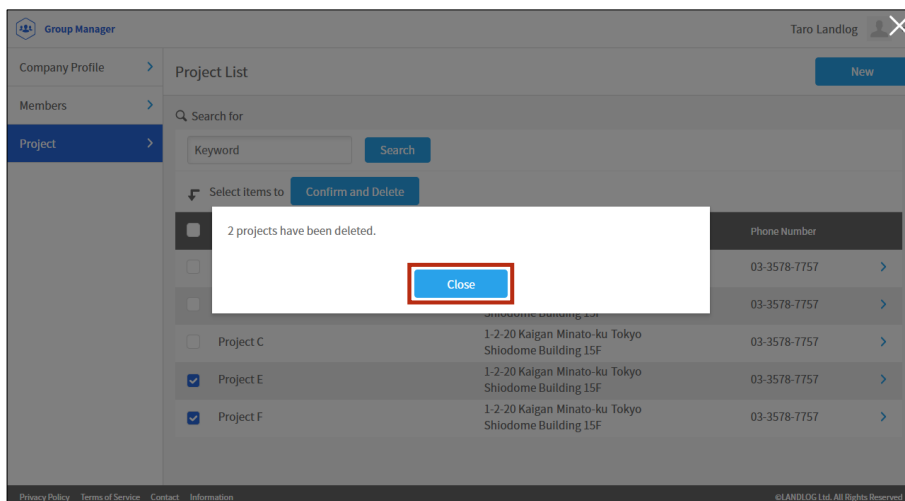 Group Manager
Taro Landlog
Company Profile
Members
Project
Project List
New
Search for
Keyword
Search
Select items to
Confirm and Delete
Phone Number
2 projects have been deleted.
Close
03-3578-7757
Shiodome Building 15F
03-3578-7757
Project C
1-2-20 Kaigan Minato-ku Tokyo
Shiodome Building 15F
03-3578-7757
Project E
1-2-20 Kaigan Minato-ku Tokyo
Shiodome Building 15F
03-3578-7757
Project F
1-2-20 Kaigan Minato-ku Tokyo
Shiodome Building 15F
03-3578-7757
Privacy Policy Terms of Service Contact Information
©LANDLOG Ltd. All Rights Reserved